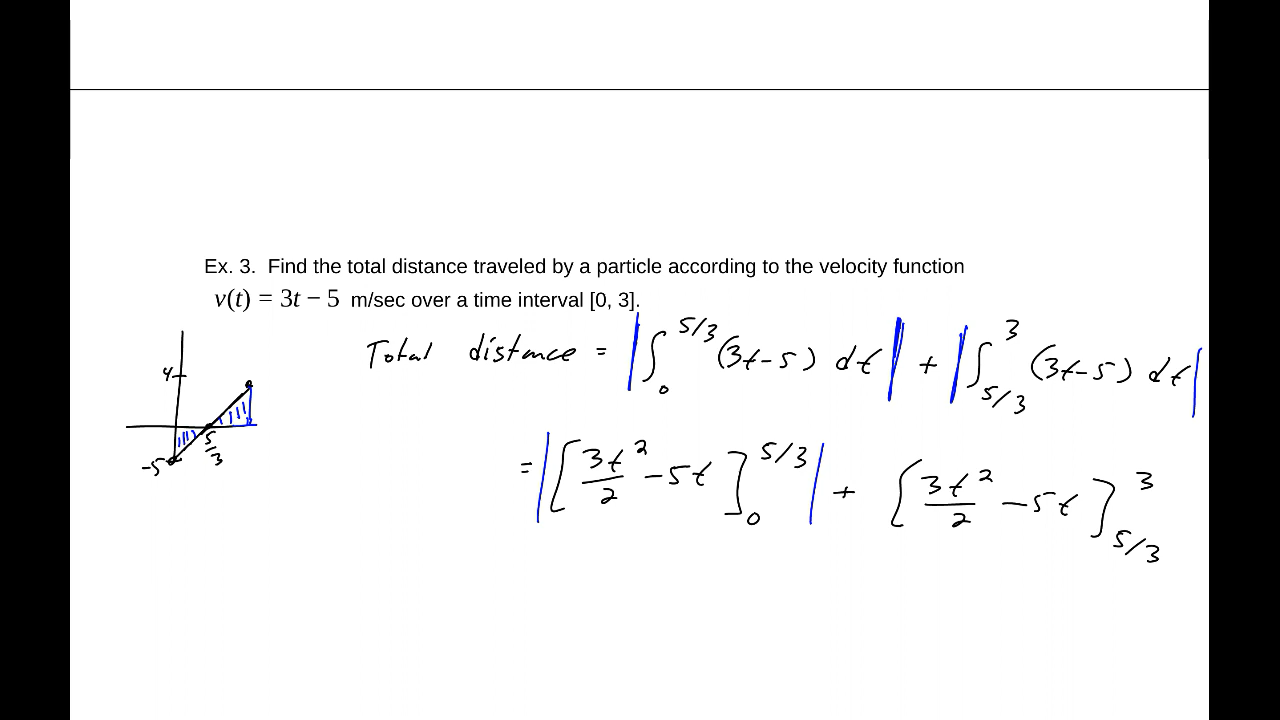 Ex. 3. Find the total distance traveled by a particle according to the velocity function
v(t) = 3t − 5 m/sec over a time interval [0, 3].
Total distance = |∫₀^{5/3} (3t−5) dt| + |∫_{5/3}^{3} (3t−5) dt|
4
5/3
-5
= |[3t²/2 − 5t]₀^{5/3}| + [3t²/2 − 5t]_{5/3}^{3}